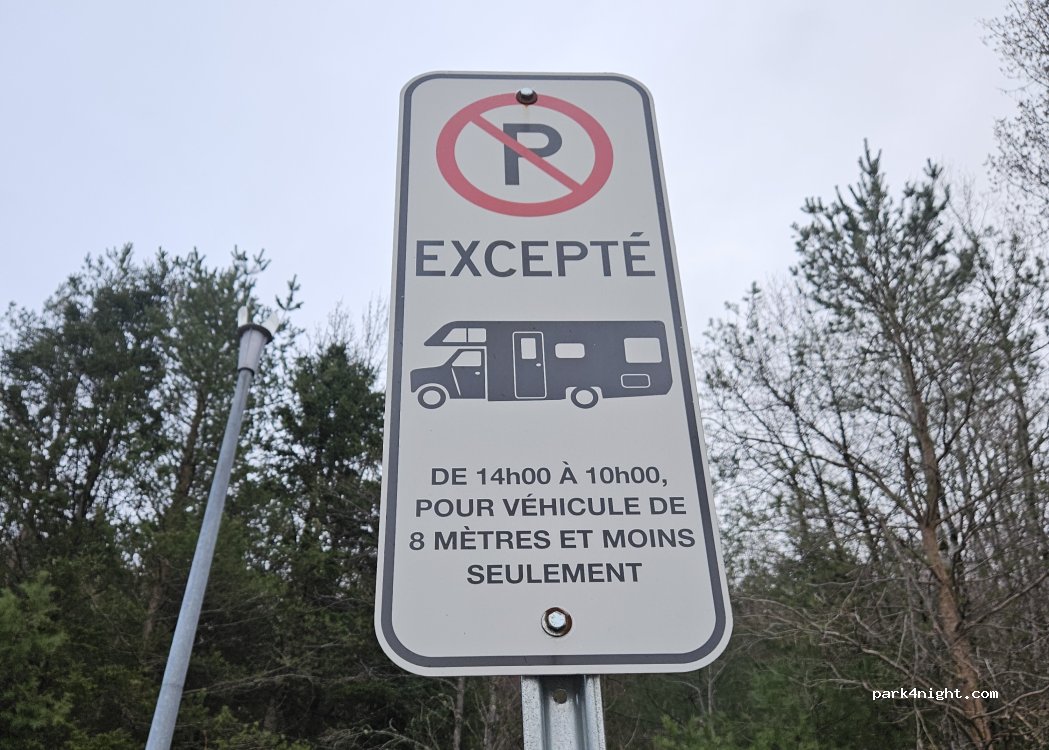 P
EXCEPTÉ
DE 14h00 À 10h00,
POUR VÉHICULE DE
8 MÈTRES ET MOINS
SEULEMENT
park4night.com